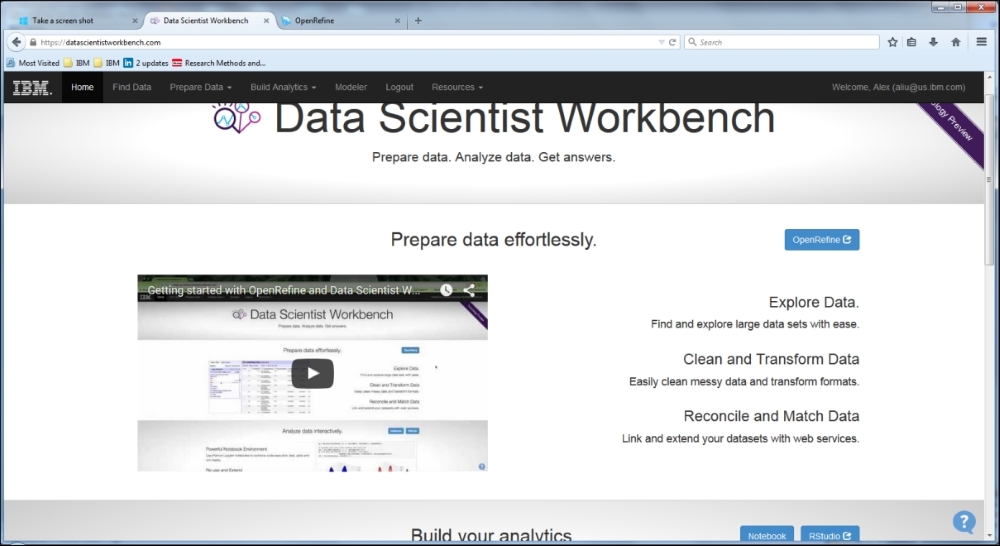 Take a screen shot
Data Scientist Workbench
OpenRefine
https://datascientistworkbench.com
Search
Most Visited
IBM
IBM
2 updates
Research Methods and...
IBM
Home
Find Data
Prepare Data
Build Analytics
Modeler
Logout
Resources
Welcome, Alex (aliu@us.ibm.com)
Data Scientist Workbench
ology Preview
Prepare data. Analyze data. Get answers.
Prepare data effortlessly.
OpenRefine
Getting started with OpenRefine and Data Scientist W...
Data Scientist Workbench
Prepare data. Analyze data. Get answers.
Prepare data effortlessly.
Explore Data.
Clean and Transform Data
Reconcile and Match Data
Analyze data interactively.
Powerful Notebook Environment
Explore Data.
Find and explore large data sets with ease.
Clean and Transform Data
Easily clean messy data and transform formats.
Reconcile and Match Data
Link and extend your datasets with web services.
Build your analytics
Notebook
RStudio